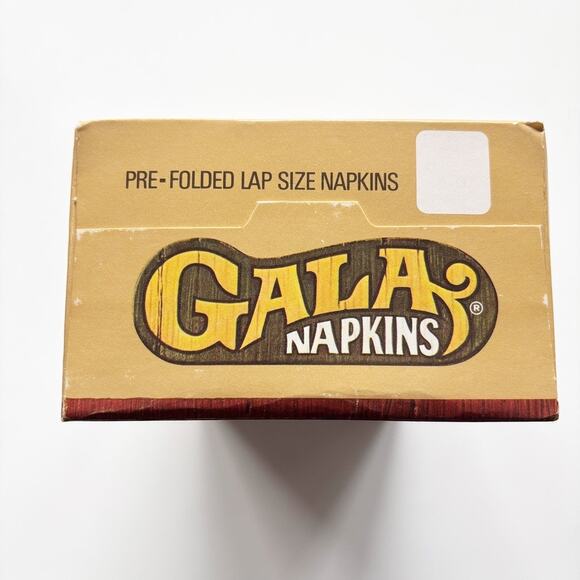 PRE-FOLDED LAP SIZE NAPKINS
GALA
NAPKINS ®